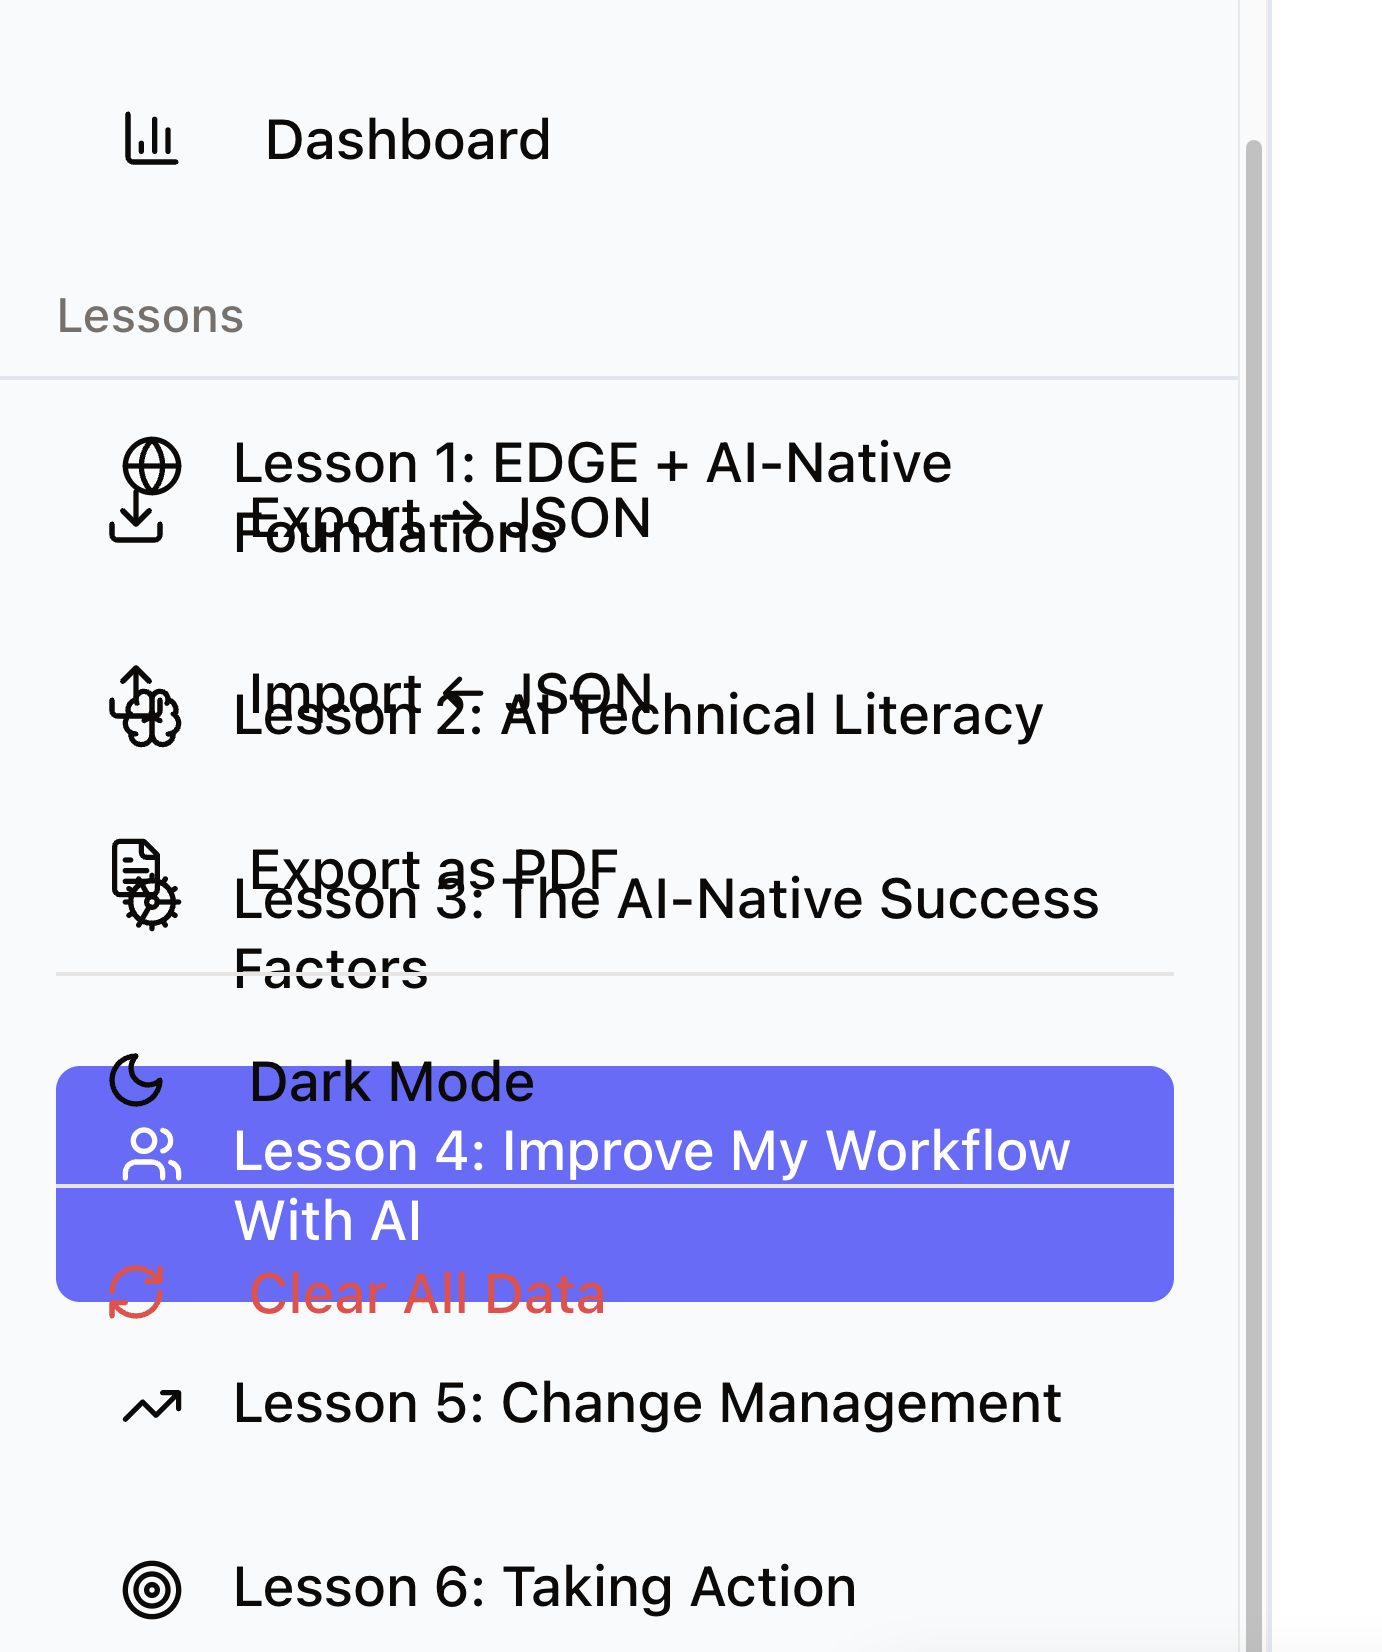 Dashboard
Lessons
Lesson 1: EDGE + AI-Native
Export → JSON
Foundations
Import ← JSON
Lesson 2: AI Technical Literacy
Export as PDF
Lesson 3: The AI-Native Success
Factors
Dark Mode
Lesson 4: Improve My Workflow
With AI
Clear All Data
Lesson 5: Change Management
Lesson 6: Taking Action